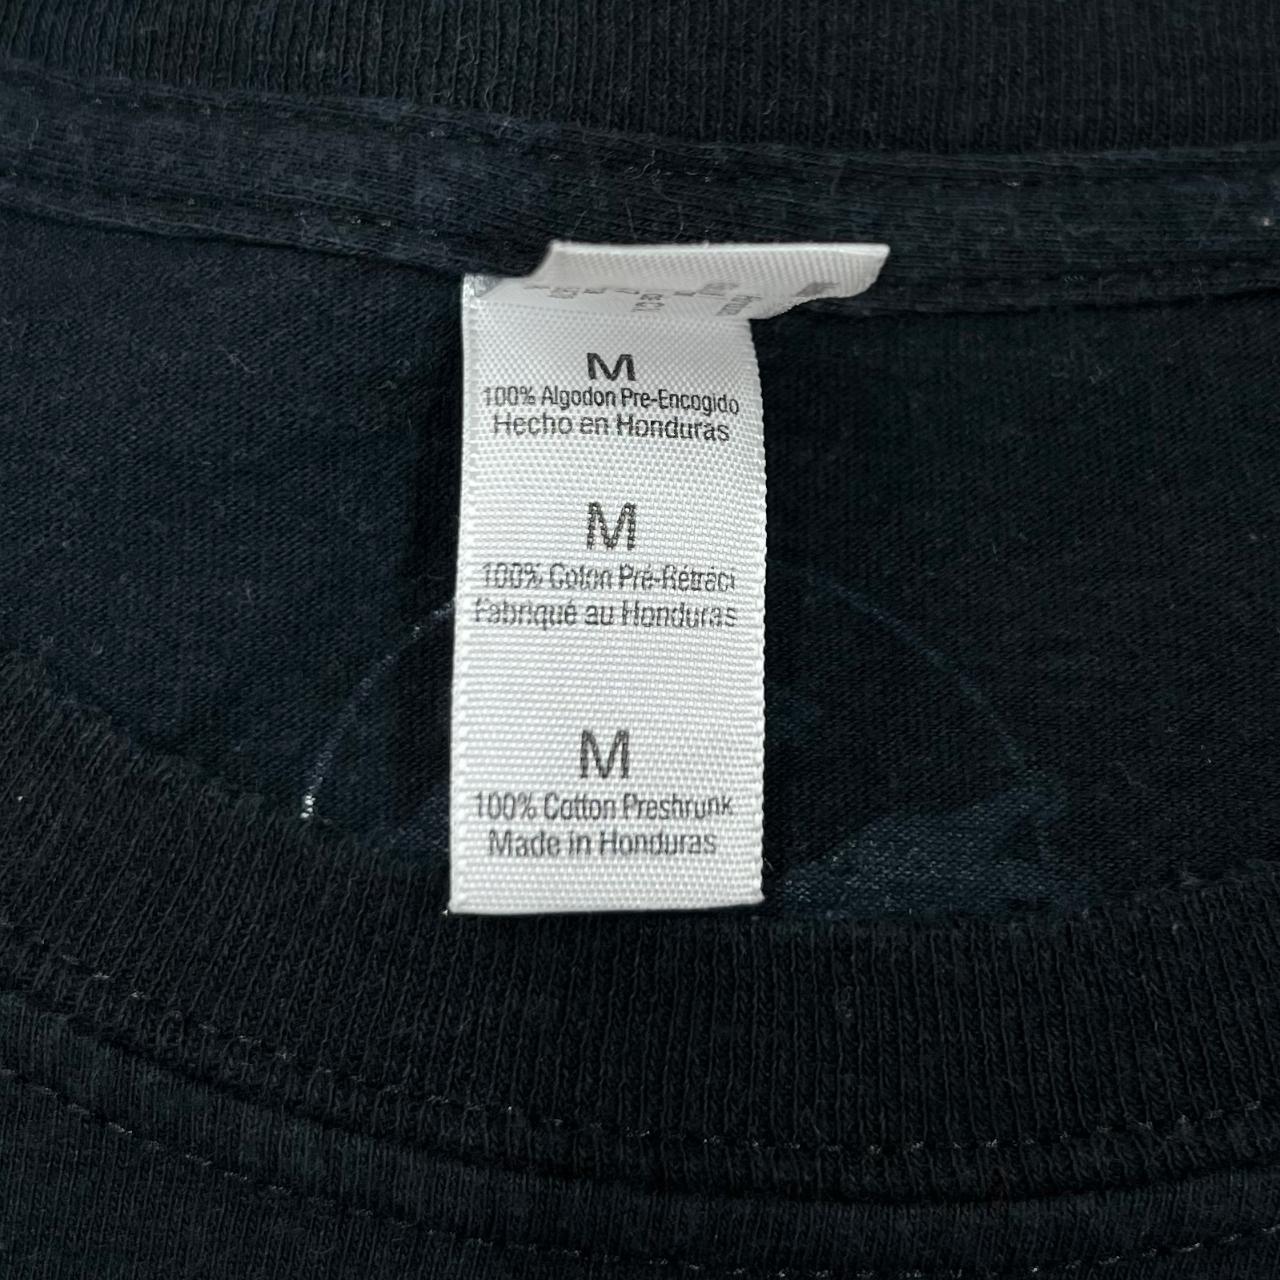 M
100% Algodon Pre-Encogido
Hecho en Honduras
M
100% Coton Pré-Rétréci
Fabriqué au Honduras
M
100% Cotton Preshrunk
Made in Honduras